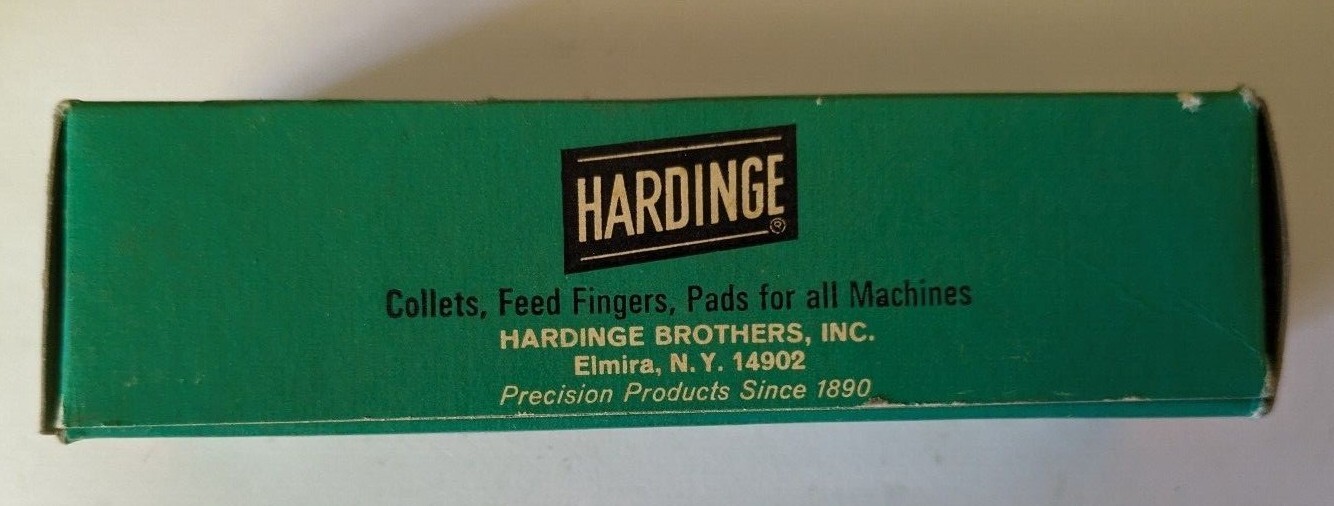 HARDINGE
®
Collets, Feed Fingers, Pads for all Machines
HARDINGE BROTHERS, INC.
Elmira, N.Y. 14902
Precision Products Since 1890